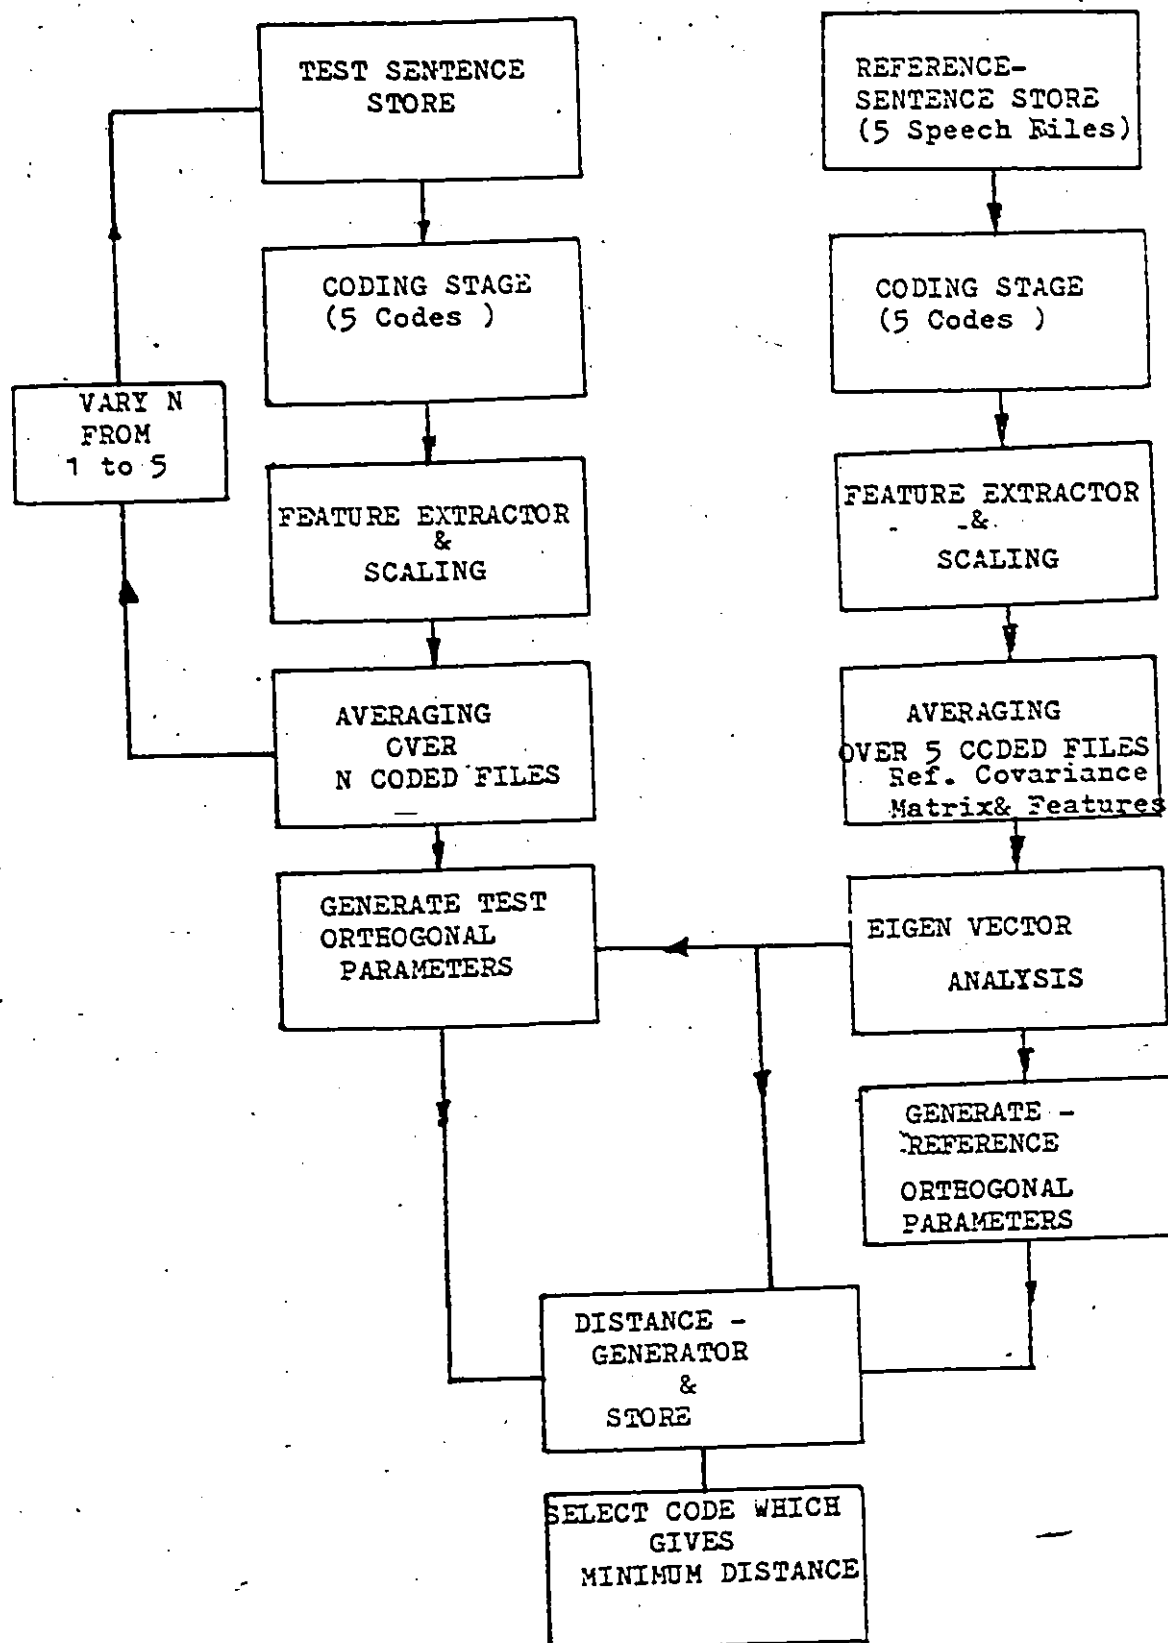 TEST SENTENCE
STORE
REFERENCE-
SENTENCE STORE
(5 Speech Files)
CODING STAGE
(5 Codes )
CODING STAGE
(5 Codes )
VARY N
FROM
1 to 5
FEATURE EXTRACTOR
&
SCALING
FEATURE EXTRACTOR
&
SCALING
AVERAGING
OVER
N CODED FILES
AVERAGING
OVER 5 CODED FILES
Ref. Covariance
Matrix& Features
GENERATE TEST
ORTHOGONAL
PARAMETERS
EIGEN VECTOR
ANALYSIS
GENERATE -
REFERENCE
ORTHOGONAL
PARAMETERS
DISTANCE -
GENERATOR
&
STORE
SELECT CODE WHICH
GIVES
MINIMUM DISTANCE